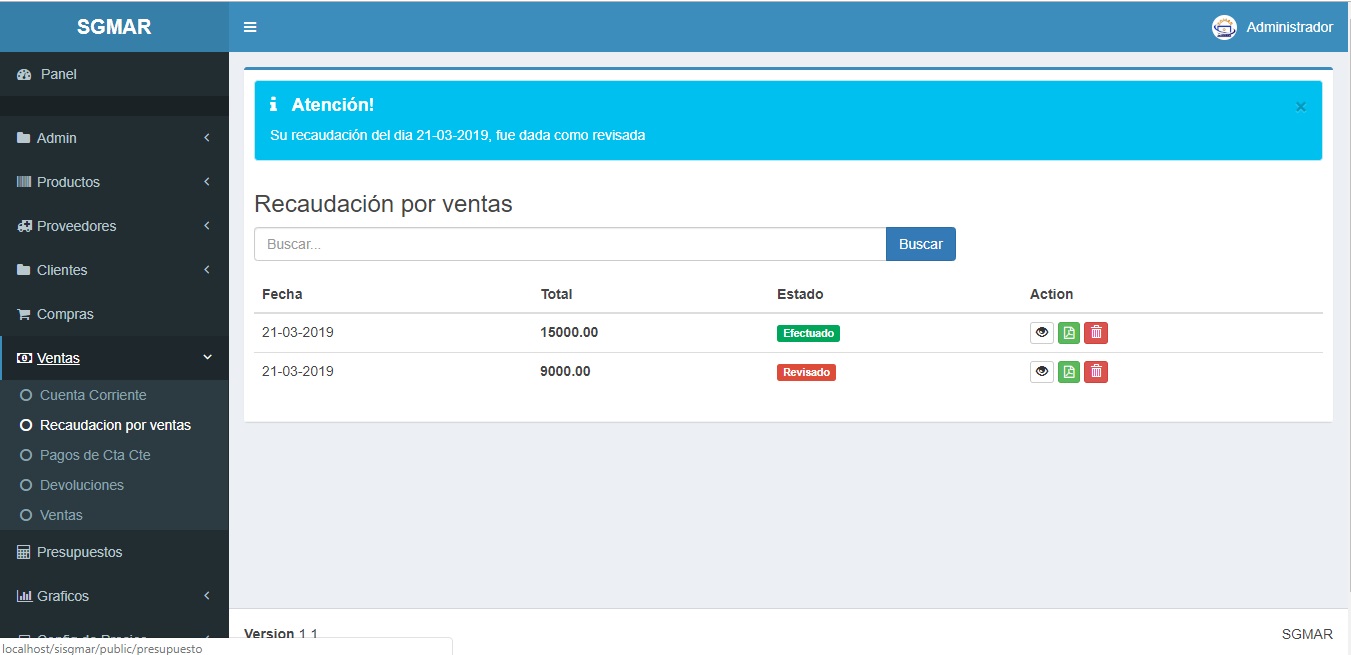 SGMAR
Administrador
Panel
Admin
Productos
Proveedores
Clientes
Compras
Ventas
Cuenta Corriente
Recaudacion por ventas
Pagos de Cta Cte
Devoluciones
Ventas
Presupuestos
Graficos
Config de Precios
localhost/sisgmar/public/presupuesto
Atención!
×
Su recaudación del dia 21-03-2019, fue dada como revisada
Recaudación por ventas
Buscar... Buscar
Fecha Total Estado Action
21-03-2019 15000.00 Efectuado
21-03-2019 9000.00 Revisado
Version 1.1 SGMAR